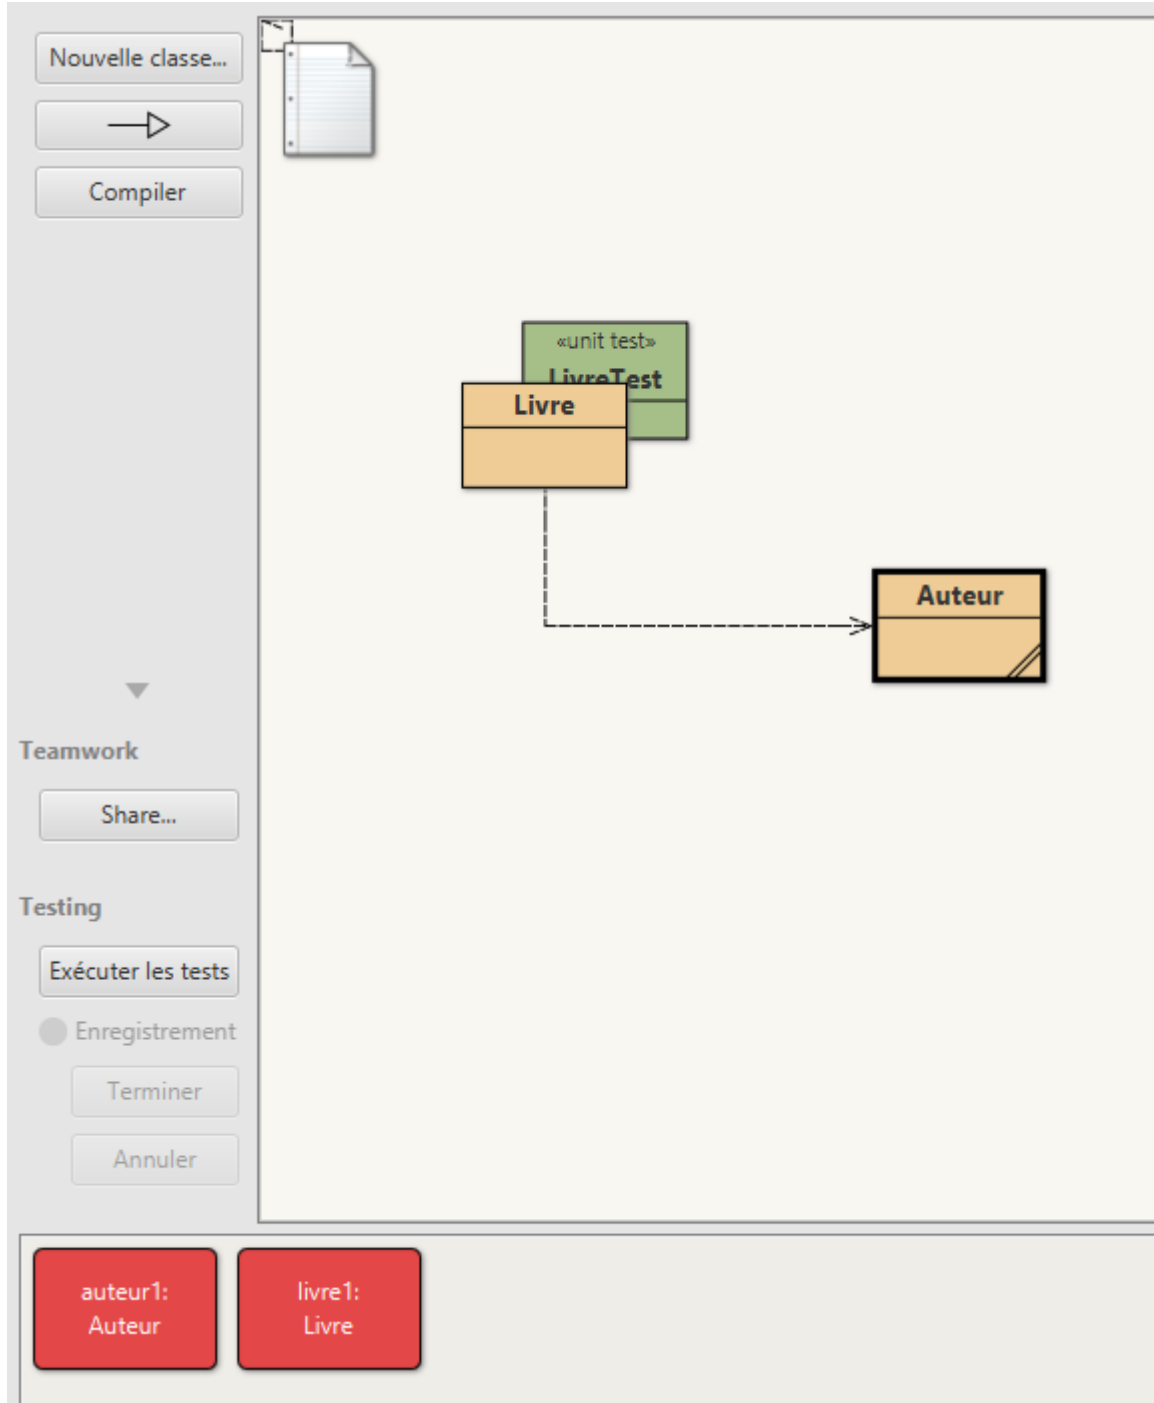 Nouvelle classe...
Compiler
«unit test»
LivreTest
Livre
Auteur
Teamwork
Share...
Testing
Exécuter les tests
Enregistrement
Terminer
Annuler
auteur1:
Auteur
livre1:
Livre